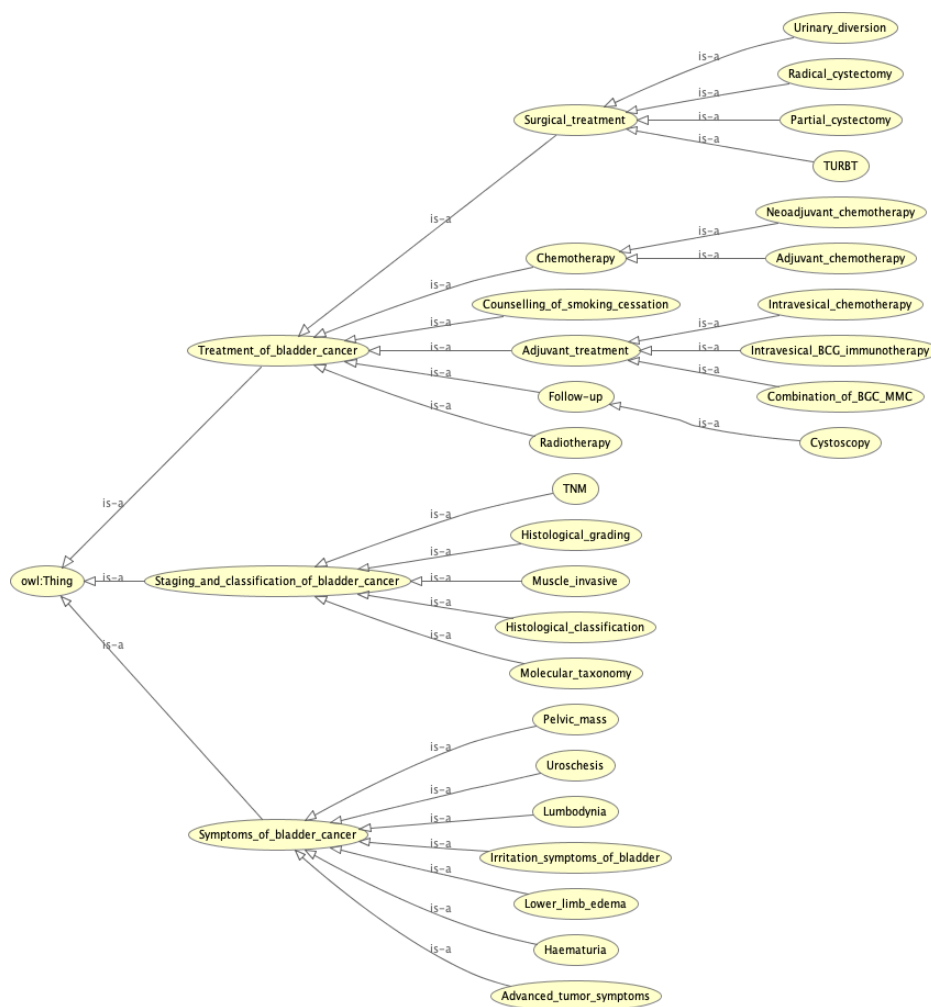 Urinary_diversion
is-a
Radical_cystectomy
is-a
Surgical_treatment
is-a
Partial_cystectomy
is-a
TURBT
is-a
Neoadjuvant_chemotherapy
is-a
Chemotherapy
is-a
Adjuvant_chemotherapy
is-a
Counselling_of_smoking_cessation
Intravesical_chemotherapy
is-a
is-a
Treatment_of_bladder_cancer
is-a
Adjuvant_treatment
is-a
Intravesical_BCG_immunotherapy
is-a
Follow-up
is-a
Combination_of_BGC_MMC
is-a
is-a
Radiotherapy
Cystoscopy
TNM
is-a
is-a
Histological_grading
is-a
owl:Thing
is-a
Staging_and_classification_of_bladder_cancer
is-a
Muscle_invasive
is-a
Histological_classification
is-a
is-a
Molecular_taxonomy
Pelvic_mass
is-a
Uroschesis
is-a
Lumbodynia
is-a
Symptoms_of_bladder_cancer
is-a
Irritation_symptoms_of_bladder
is-a
Lower_limb_edema
is-a
Haematuria
is-a
Advanced_tumor_symptoms